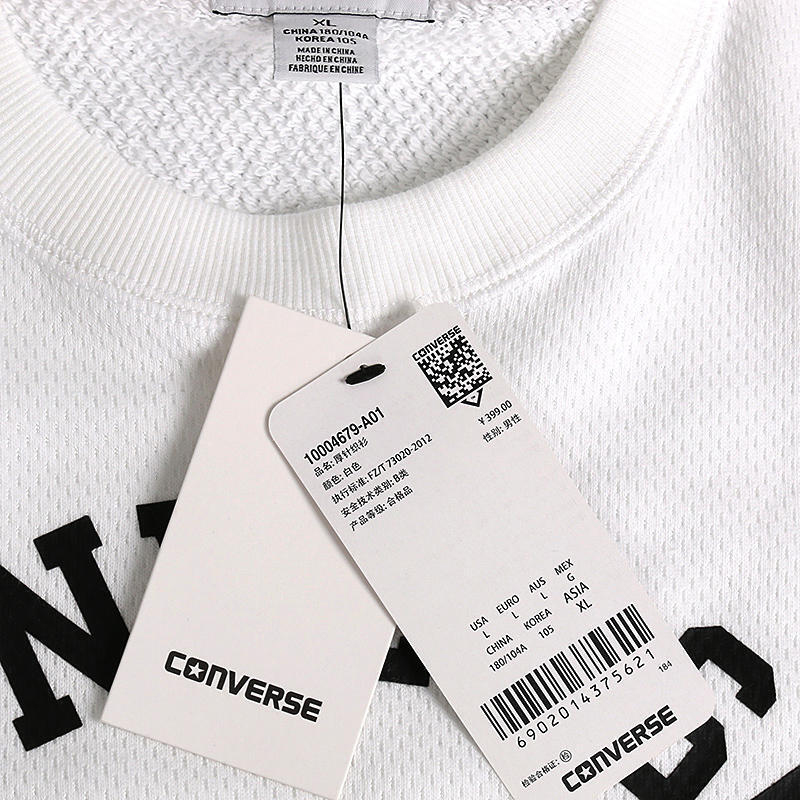 XL
CHINA 180/104A
KOREA 105
MADE IN CHINA
HECHO EN CHINA
FABRIQUE EN CHINE
CONVERSE
10004679-A01
¥399.00
品名:厚针织衫
性别:男性
颜色:白色
执行标准:FZ/T 73020-2012
安全技术类别:B类
产品等级:合格品
USA EURO AUS MEX
L L L G
CHINA KOREA ASIA
180/104A 105 XL
6902014375621
184
检验合格证:检
CONVERSE
CONVERSE